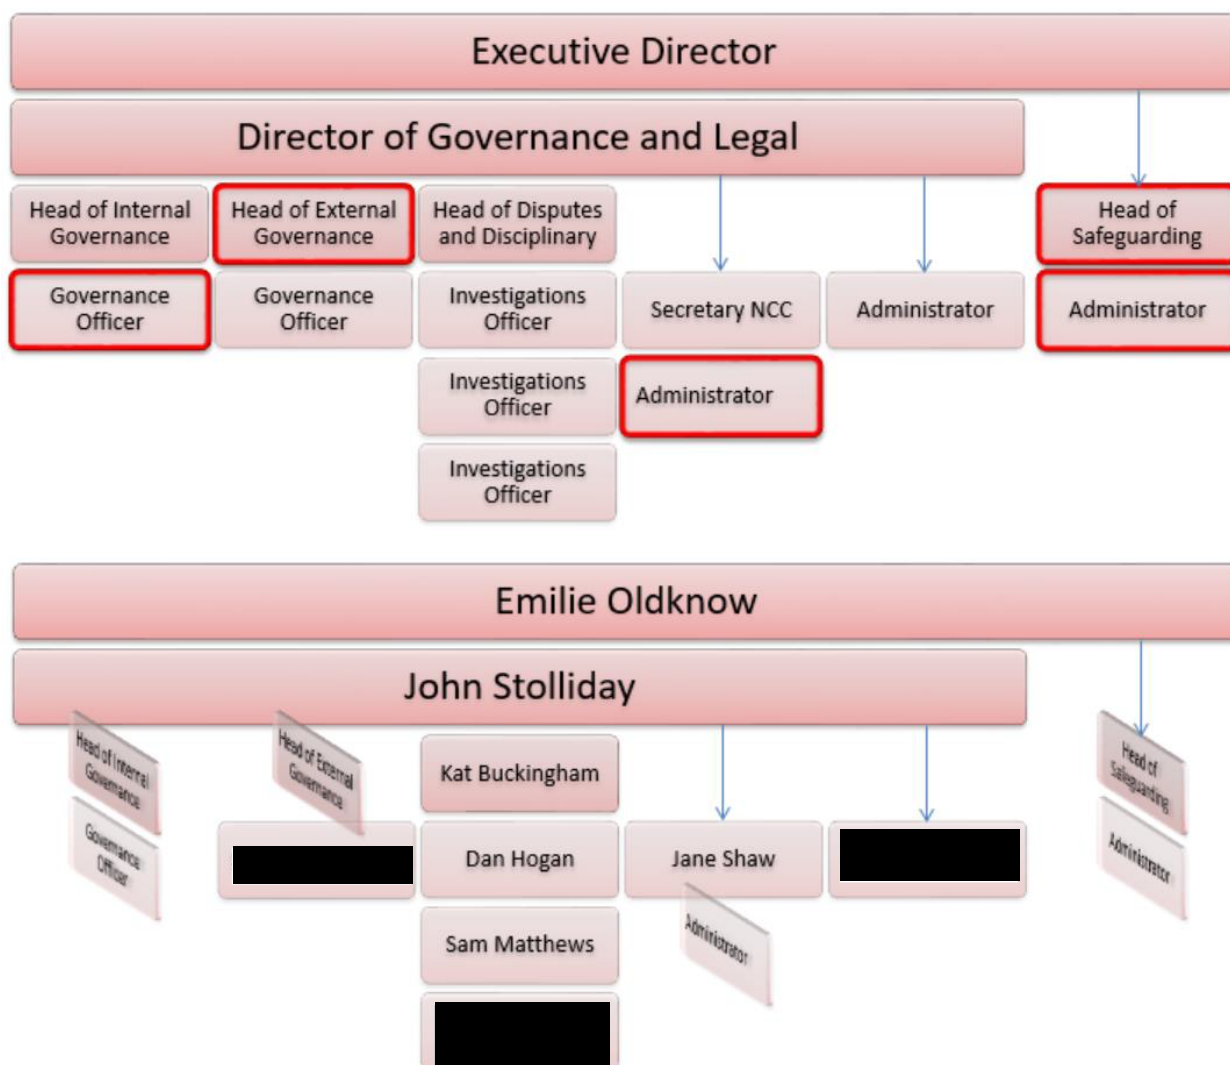 Executive Director
Director of Governance and Legal
Head of Internal
Governance
Head of External
Governance
Head of Disputes
and Disciplinary
Head of
Safeguarding
Governance
Officer
Governance
Officer
Investigations
Officer
Secretary NCC
Administrator
Administrator
Investigations
Officer
Administrator
Investigations
Officer
Emilie Oldknow
John Stolliday
Head of Internal
Governance
Head of External
Governance
Kat Buckingham
Head of
Safeguarding
Governance
Officer
Dan Hogan
Jane Shaw
Administrator
Sam Matthews
Administrator